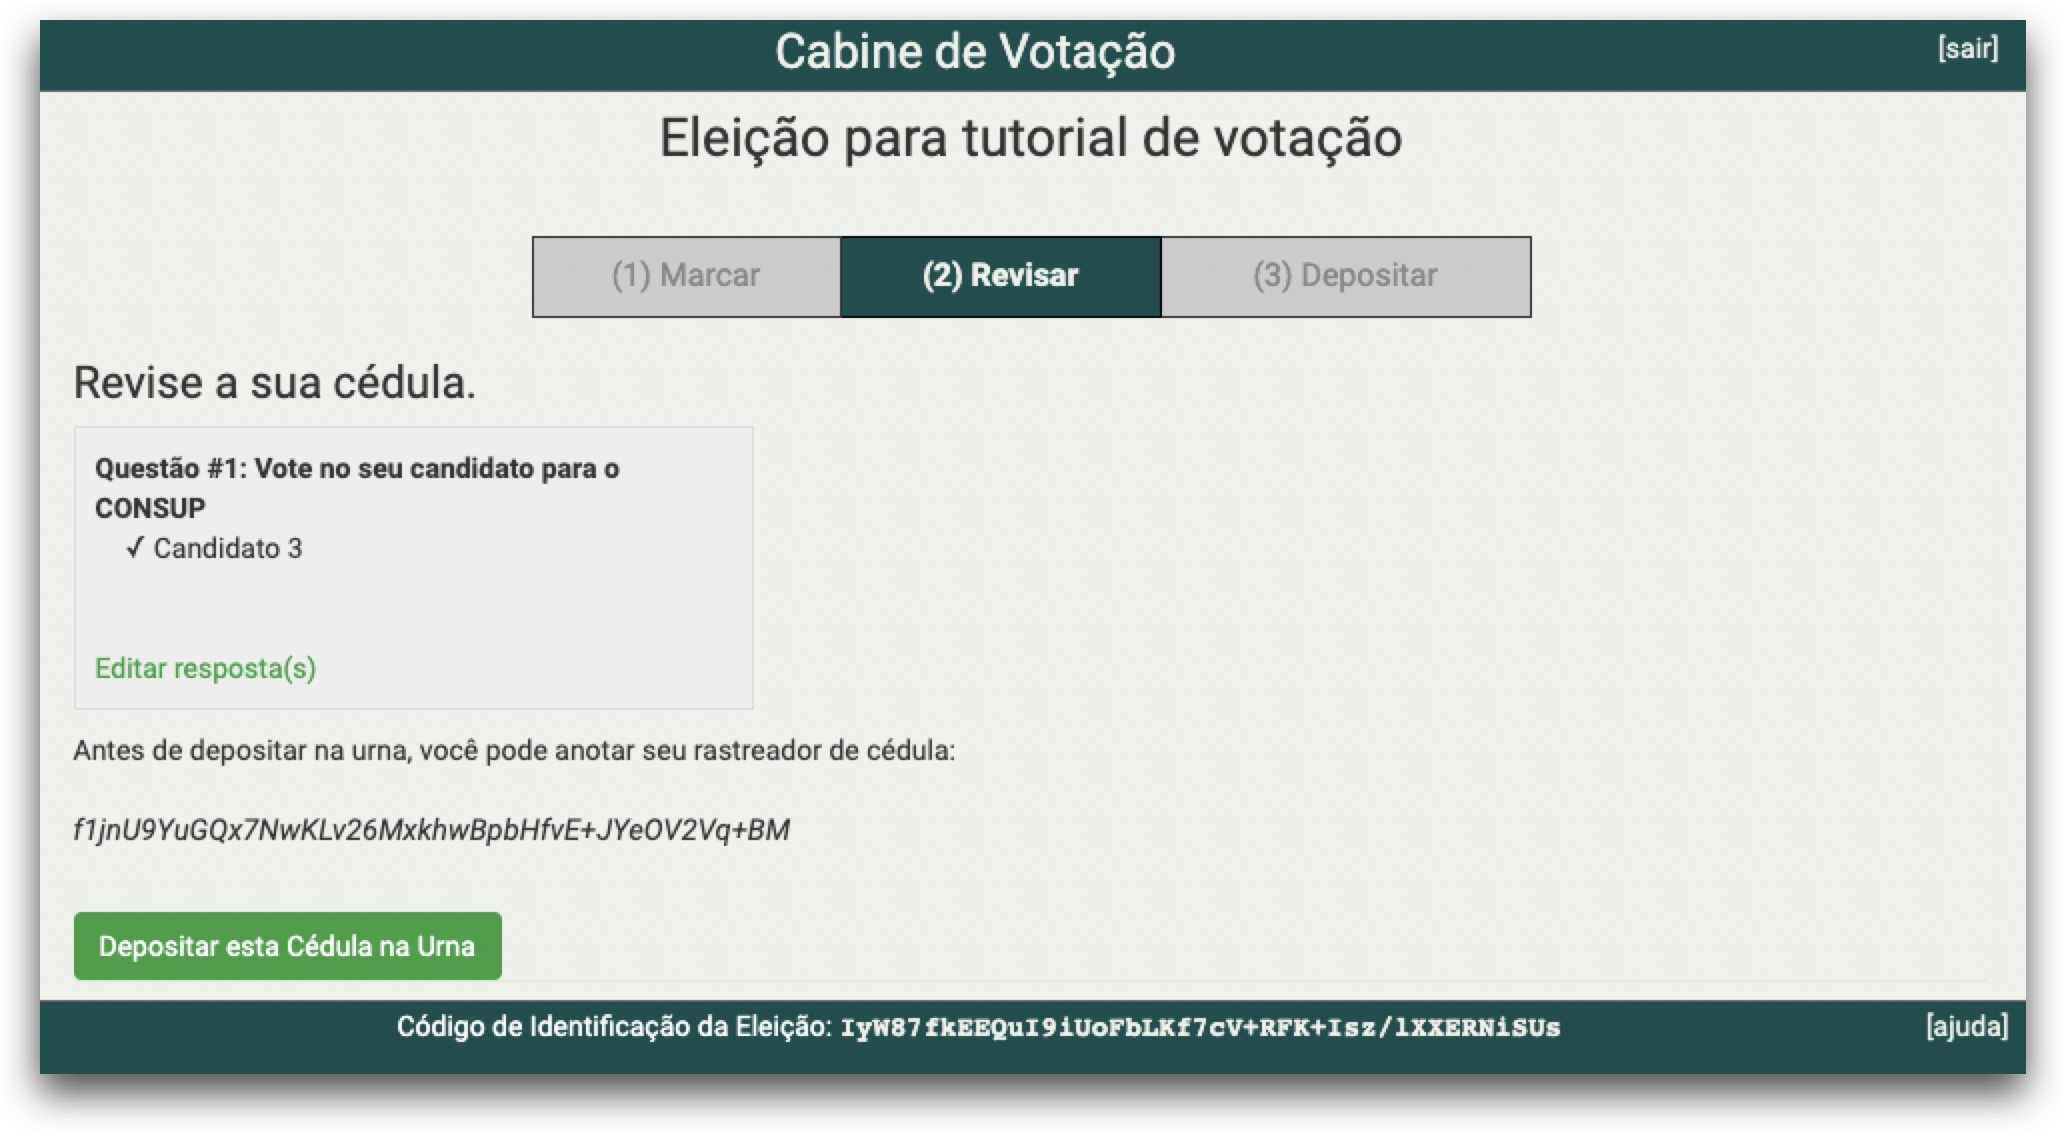 Cabine de Votação
[sair]
Eleição para tutorial de votação
(1) Marcar
(2) Revisar
(3) Depositar
Revise a sua cédula.
Questão #1: Vote no seu candidato para o
CONSUP
✓ Candidato 3
Editar resposta(s)
Antes de depositar na urna, você pode anotar seu rastreador de cédula:
f1jnU9YuGQx7NwKLv26MxkhwBpbHfvE+JYeOV2Vq+BM
Depositar esta Cédula na Urna
Código de Identificação da Eleição: IyW87fkEEQuI9iUoFbLKf7cV+RFK+Isz/lXXERNiSUs
[ajuda]